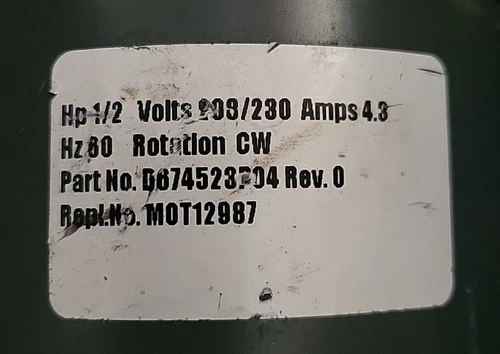 Hp 1/2 Volts 208/230 Amps 4.3
Hz 60 Rotation CW
Part No. Rev. 0
Repl.No. MOT12987